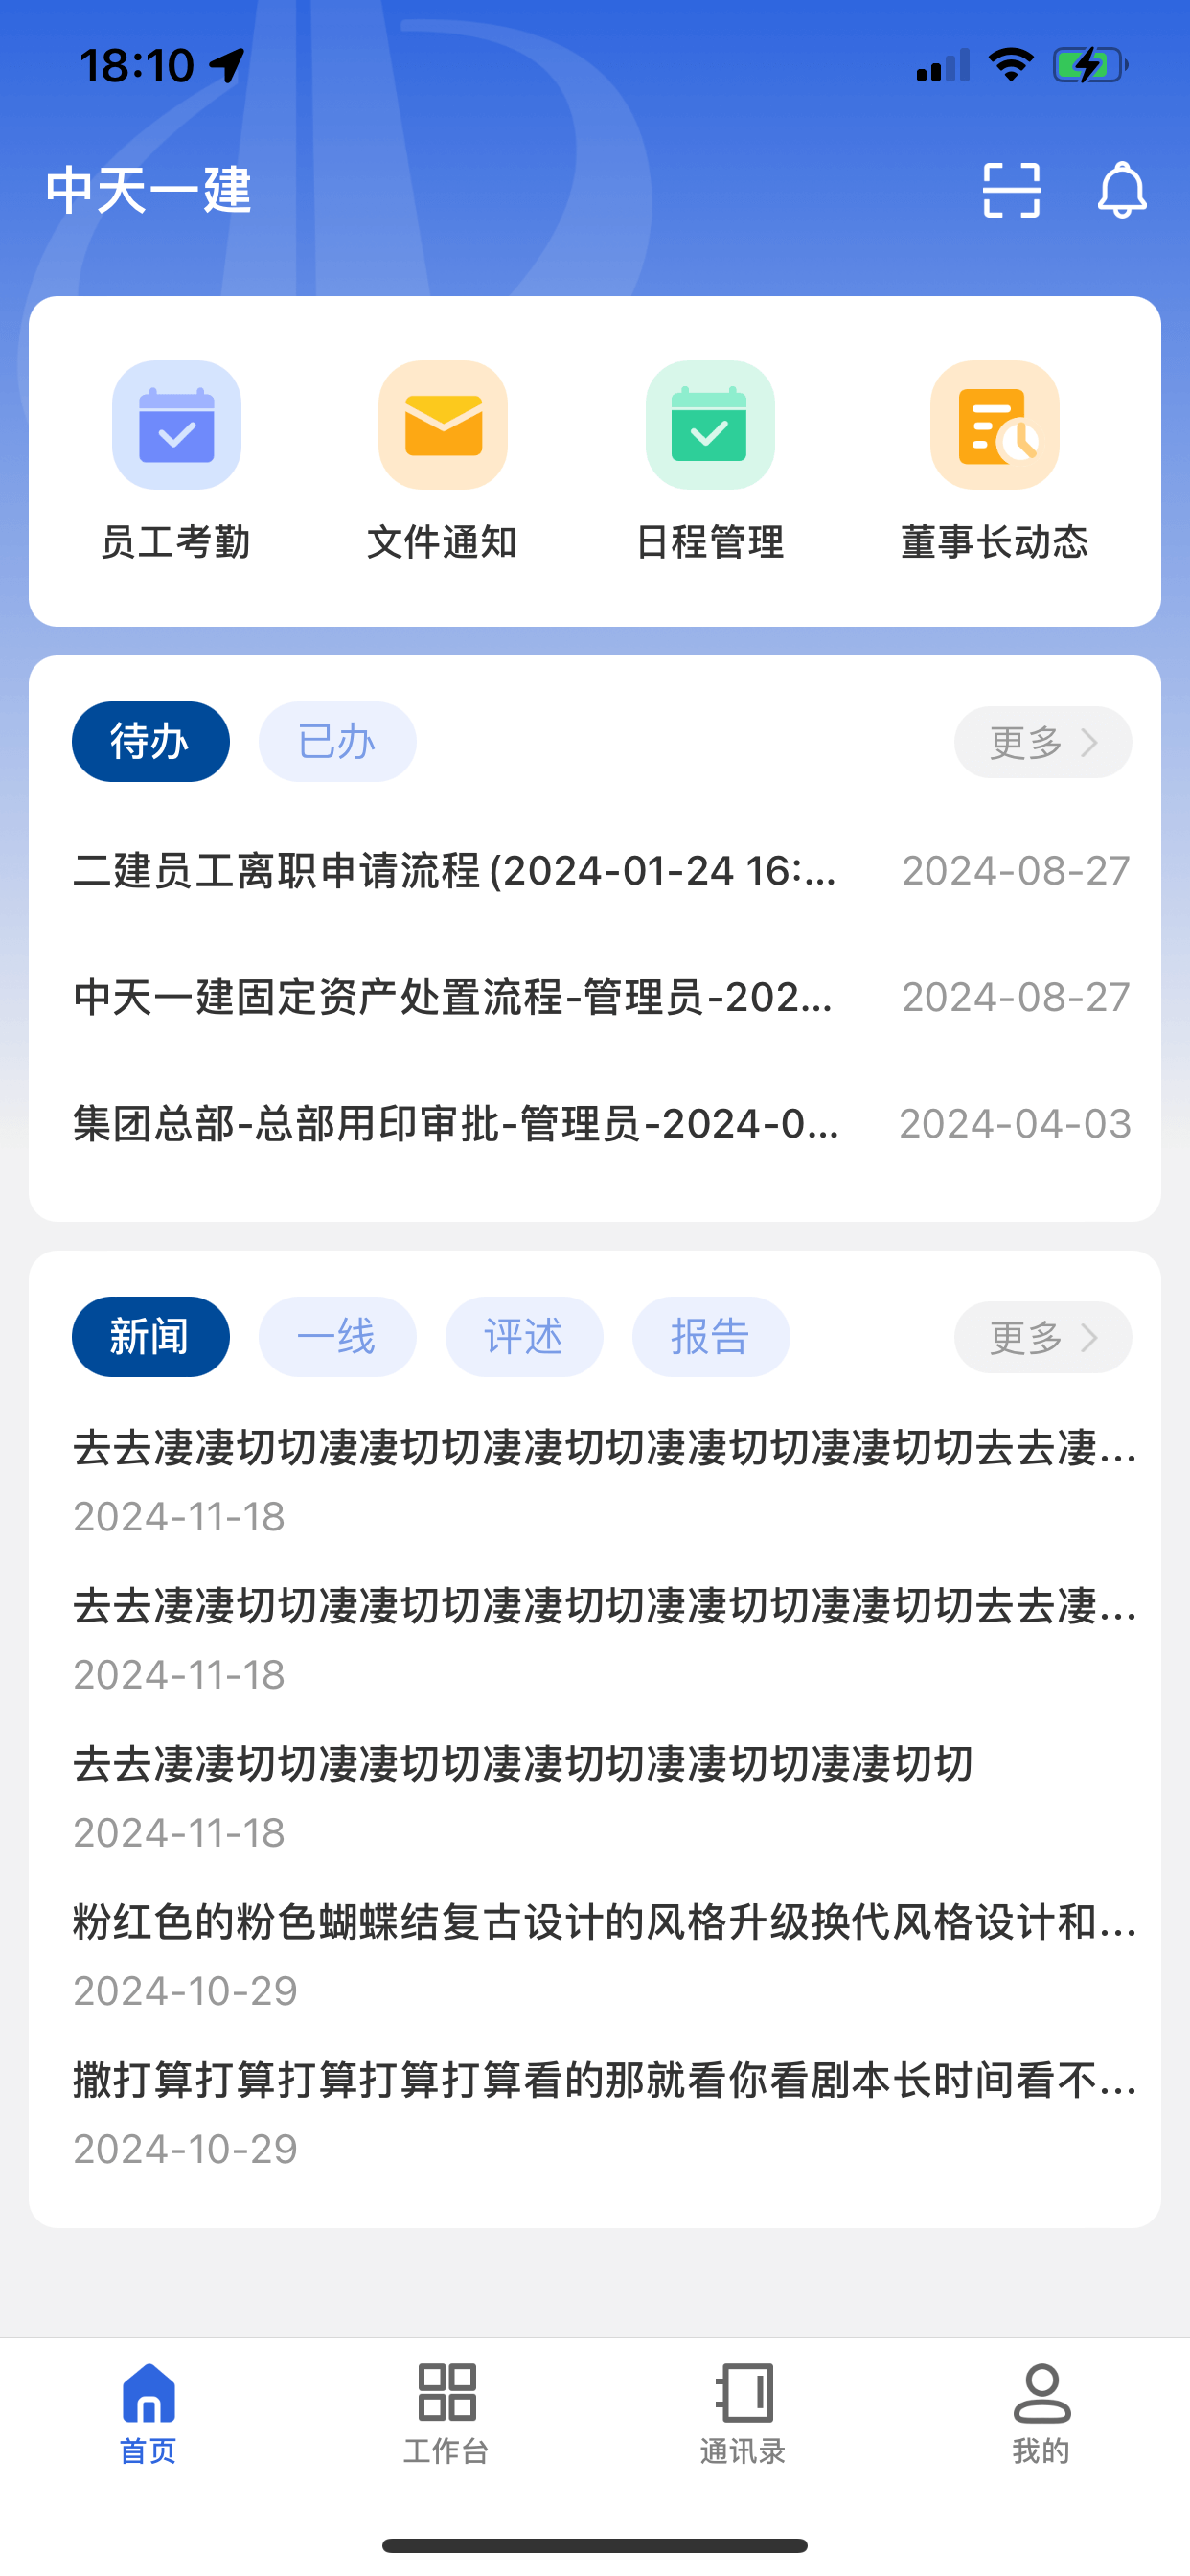 18:10
中天一建
员工考勤 文件通知 日程管理 董事长动态
待办 已办 更多
二建员工离职申请流程 (2024-01-24 16:... 2024-08-27
中天一建固定资产处置流程-管理员-202... 2024-08-27
集团总部-总部用印审批-管理员-2024-0... 2024-04-03
新闻 一线 评述 报告 更多
去去凄凄切切凄凄切切凄凄切切凄凄切切凄凄切切去去凄...
2024-11-18
去去凄凄切切凄凄切切凄凄切切凄凄切切凄凄切切去去凄...
2024-11-18
去去凄凄切切凄凄切切凄凄切切凄凄切切凄凄切切
2024-11-18
粉红色的粉色蝴蝶结复古设计的风格升级换代风格设计和...
2024-10-29
撒打算打算打算打算打算看的那就看你看剧本长时间看不...
2024-10-29
首页 工作台 通讯录 我的